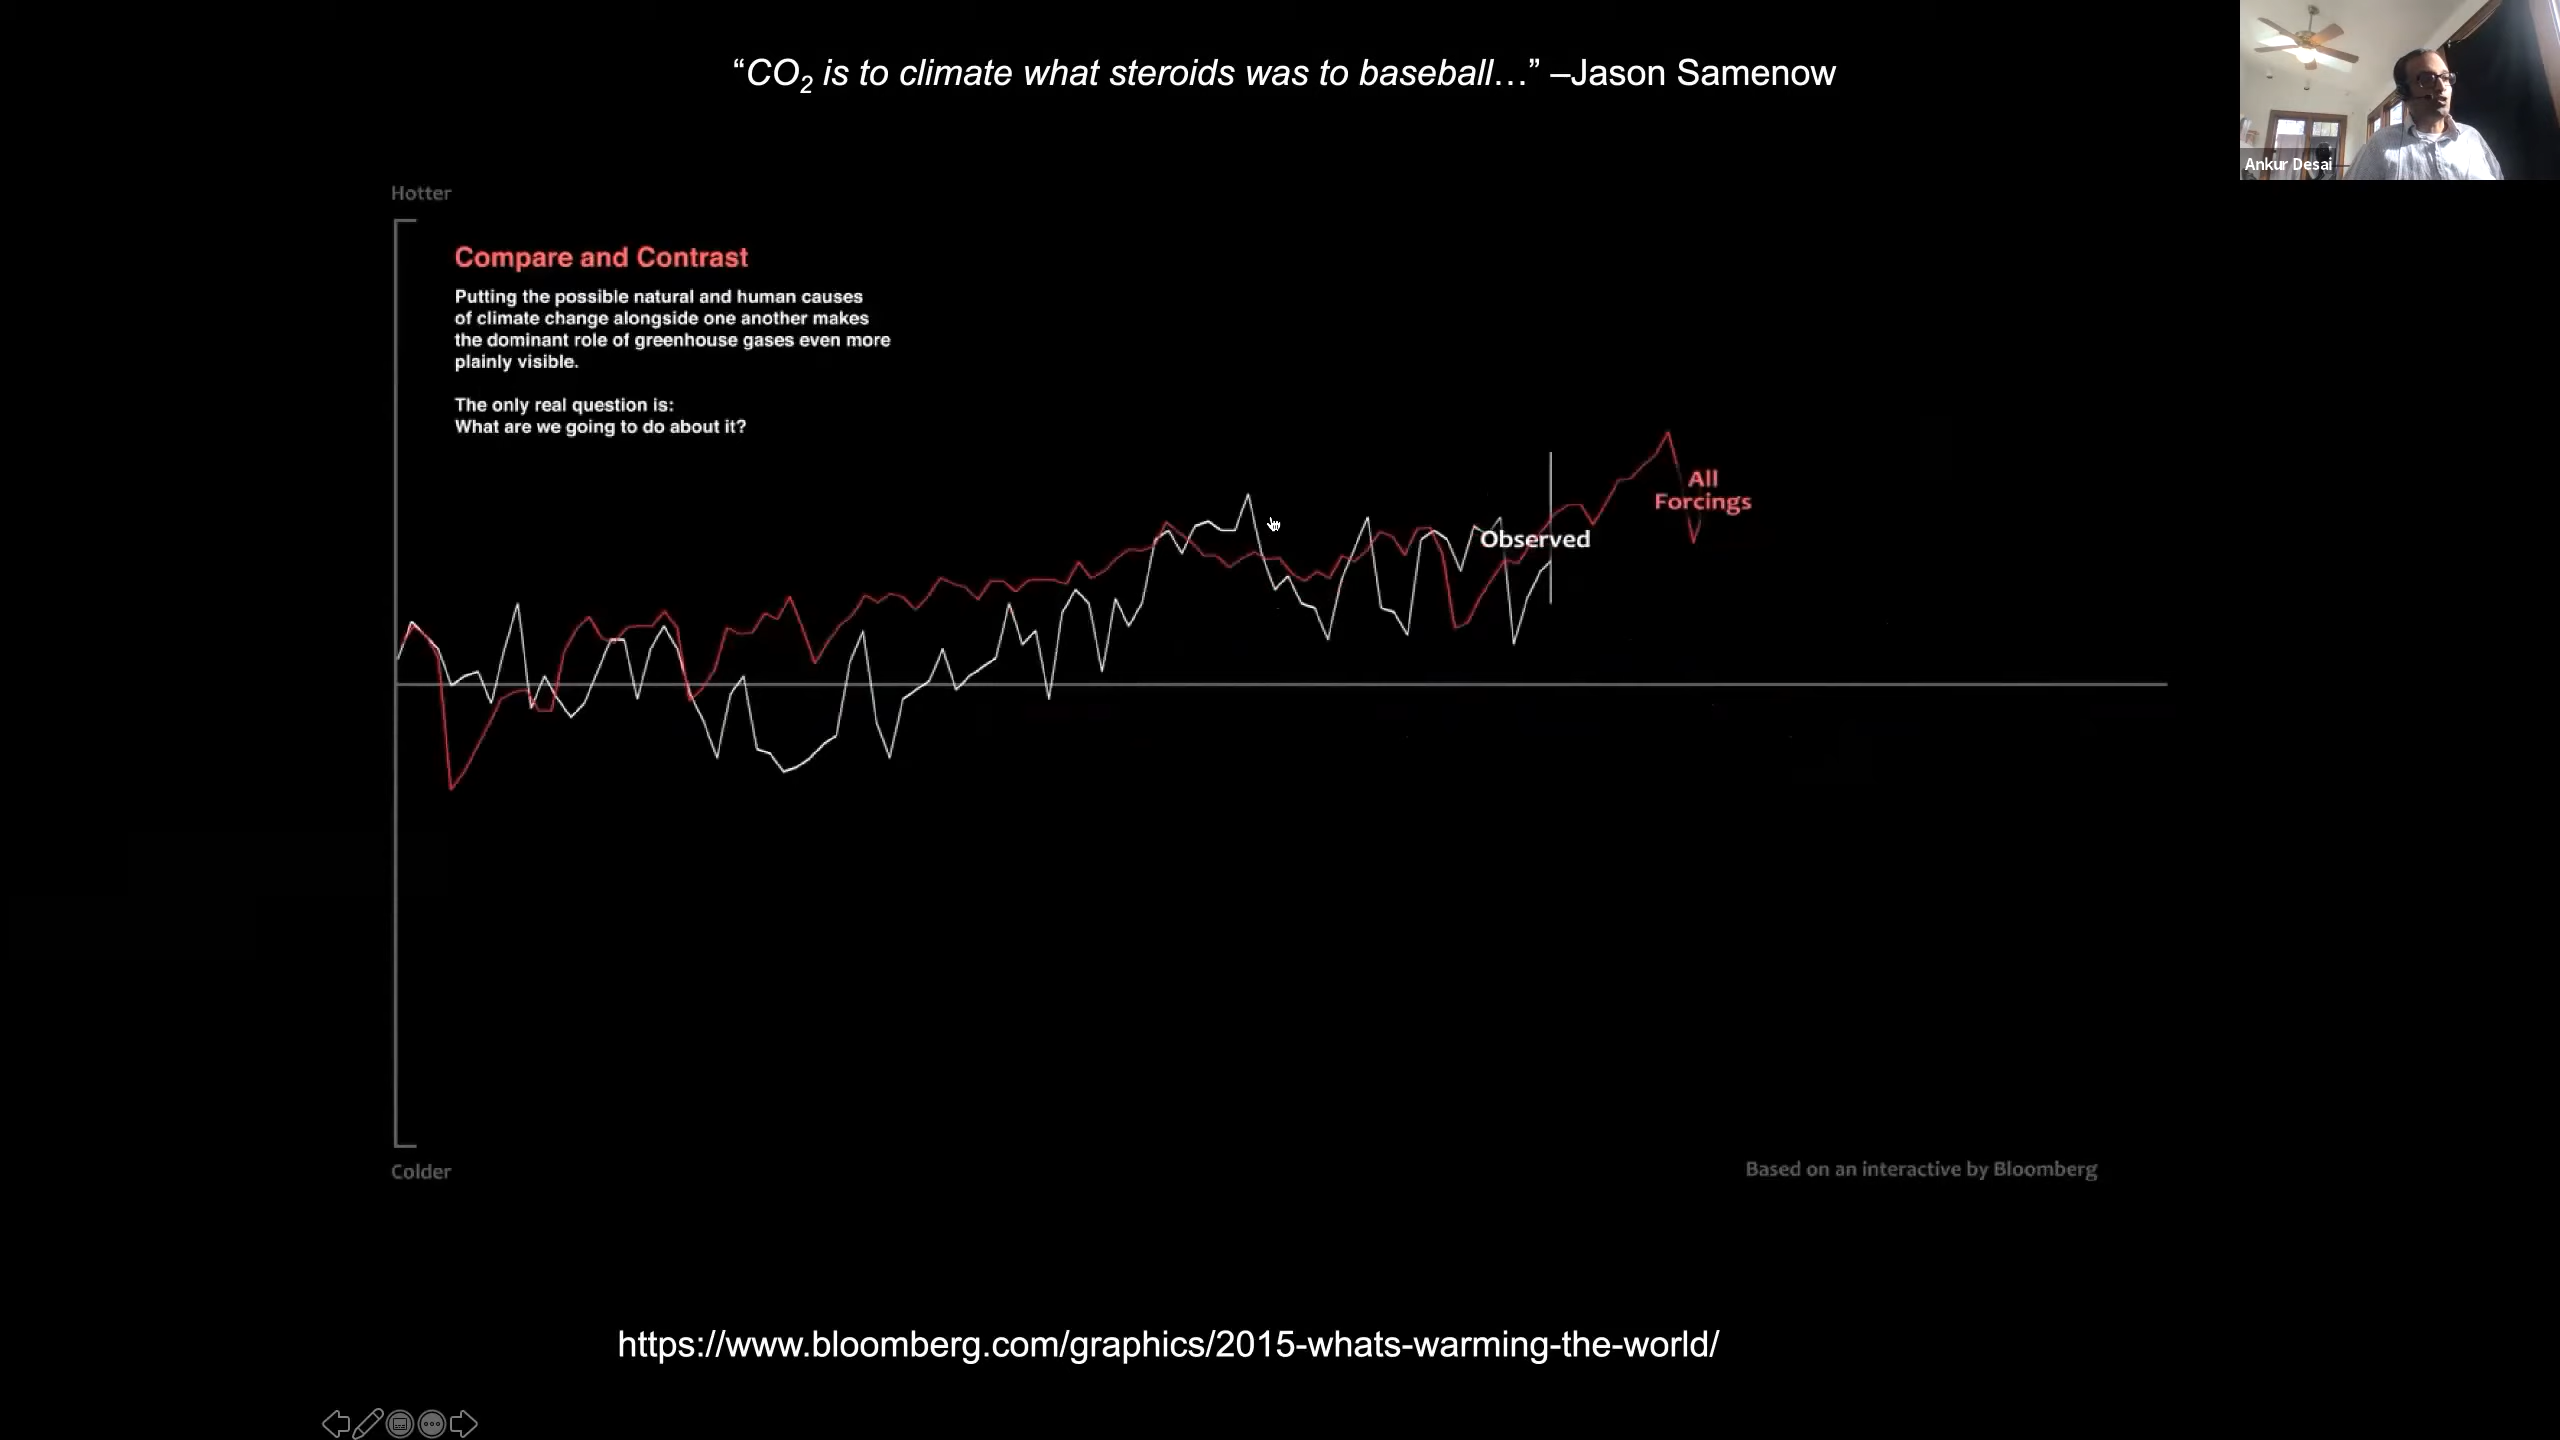 “CO₂ is to climate what steroids was to baseball…” –Jason Samenow
Ankur Desai
Hotter
Compare and Contrast
Putting the possible natural and human causes
of climate change alongside one another makes
the dominant role of greenhouse gases even more
plainly visible.
The only real question is:
What are we going to do about it?
All
Forcings
Observed
Colder
Based on an interactive by Bloomberg
https://www.bloomberg.com/graphics/2015-whats-warming-the-world/